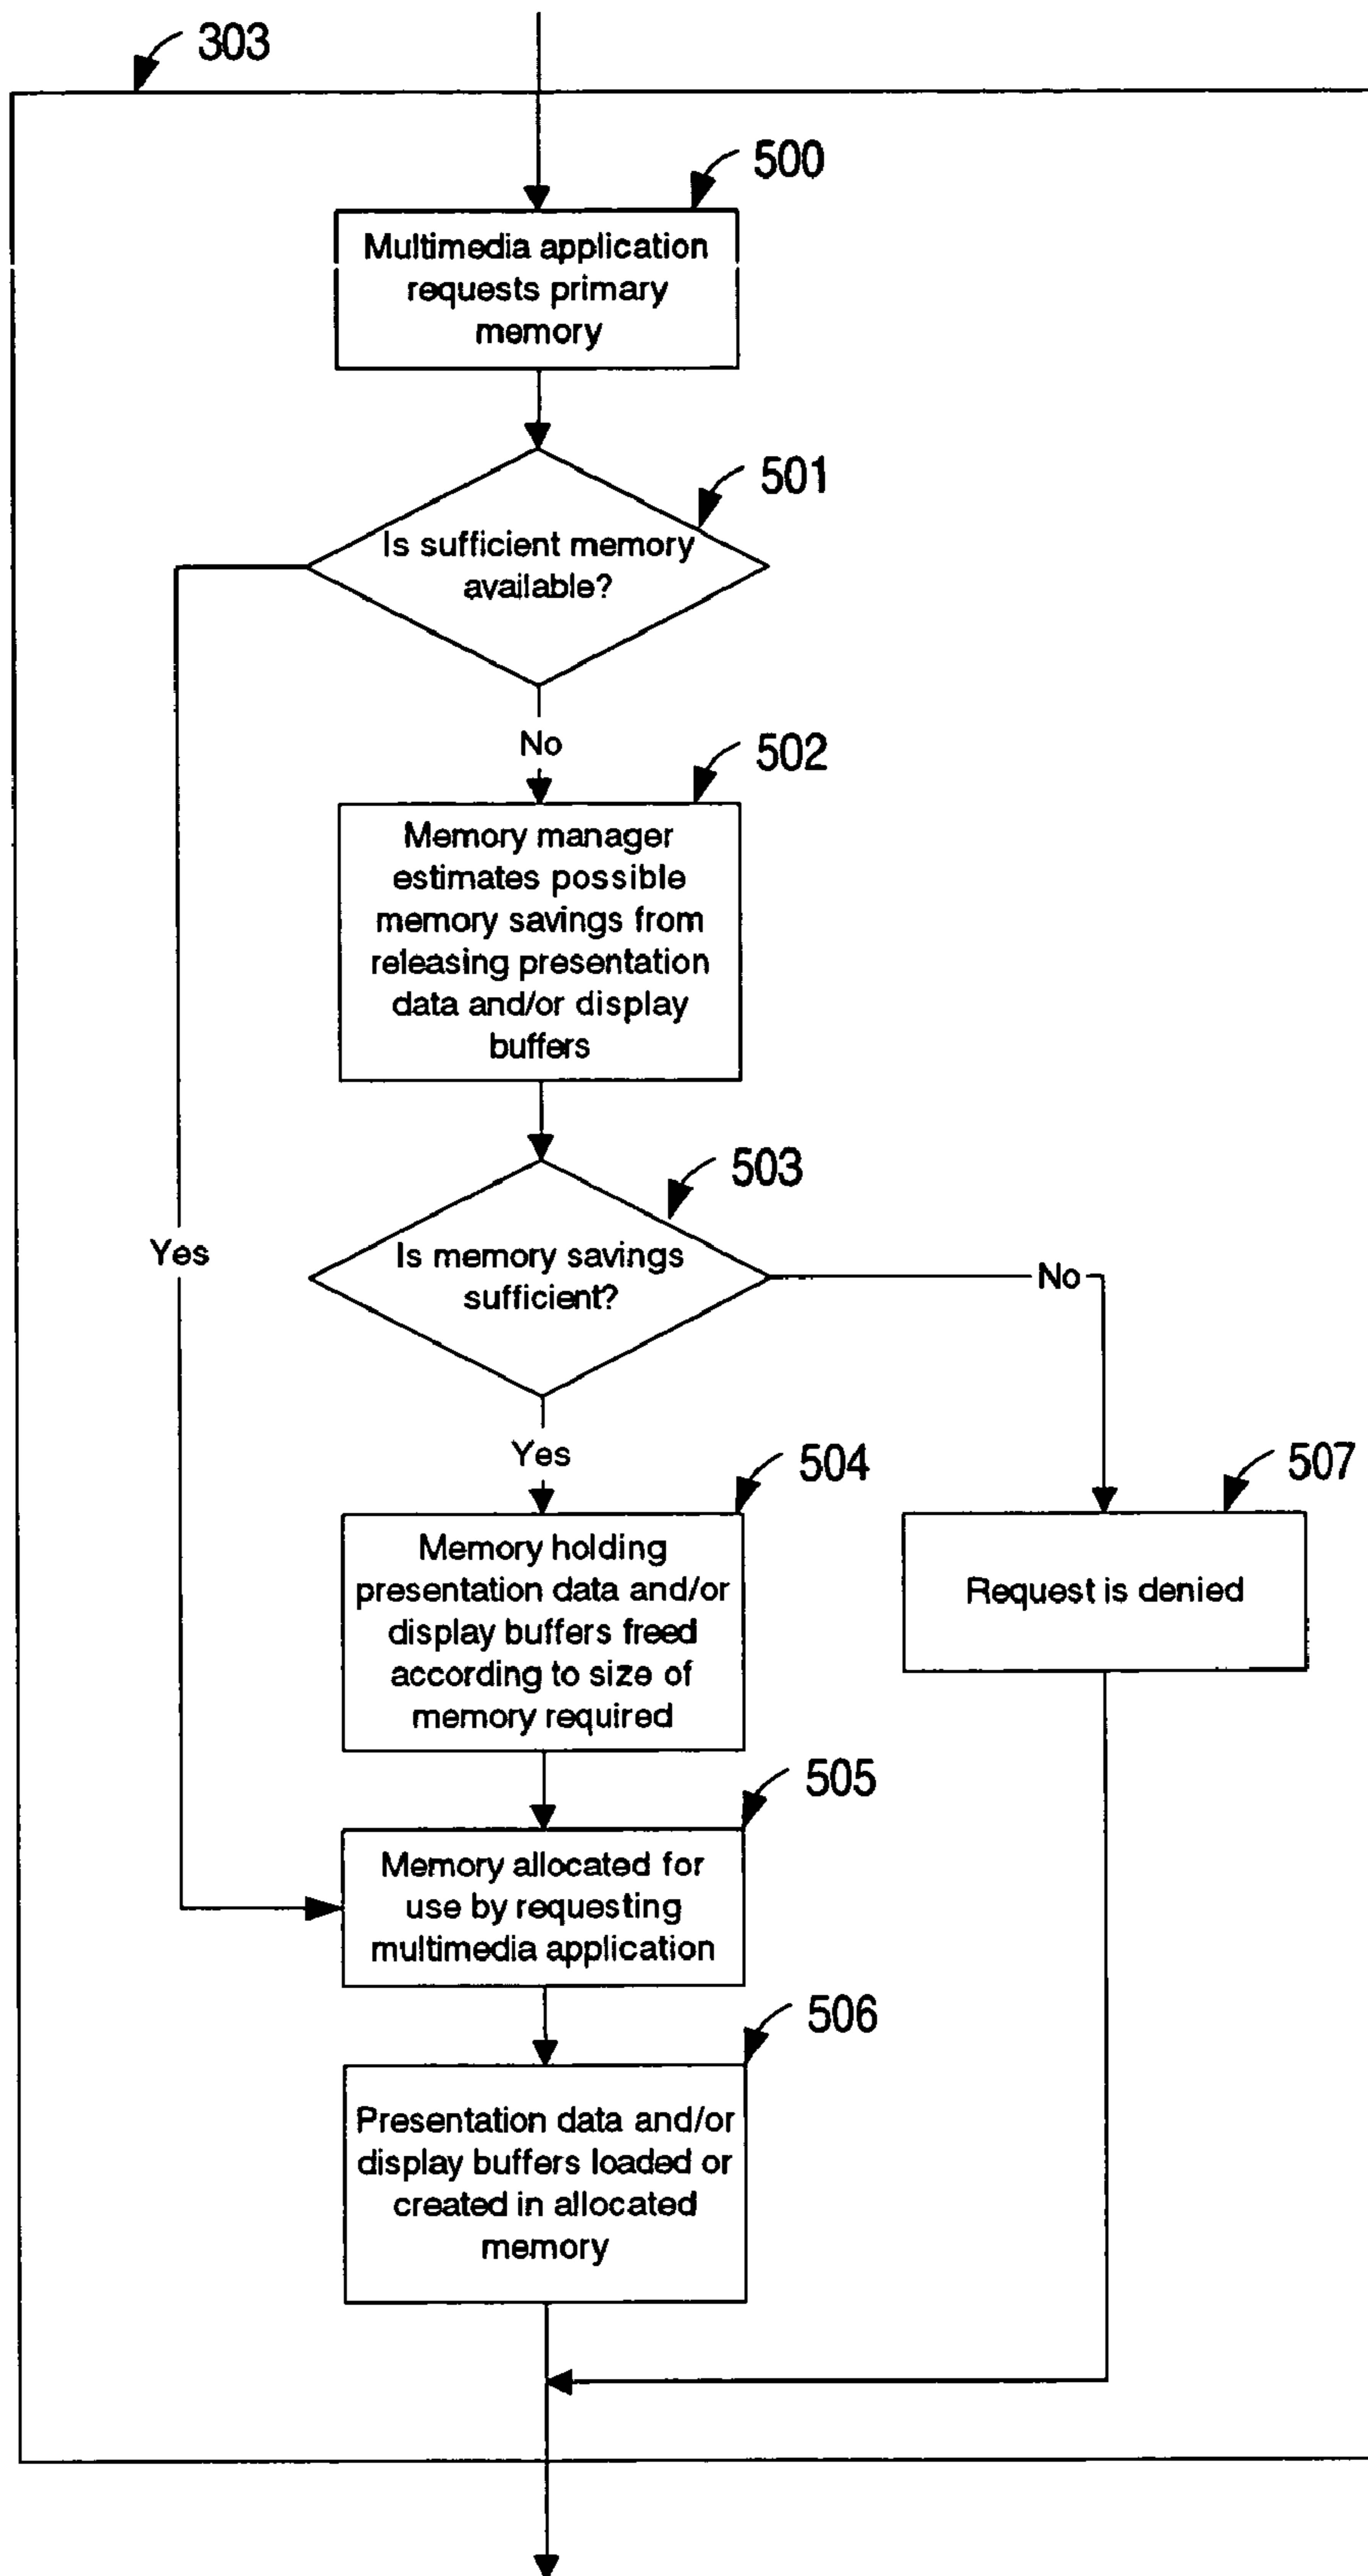 303
500
Multimedia application
requests primary
memory
501
Is sufficient memory
available?
No
502
Memory manager
estimates possible
memory savings from
releasing presentation
data and/or display
buffers
503
Is memory savings
sufficient?
Yes
No
Yes
504
Memory holding
presentation data and/or
display buffers freed
according to size of
memory required
507
Request is denied
505
Memory allocated for
use by requesting
multimedia application
506
Presentation data and/or
display buffers loaded or
created in allocated
memory